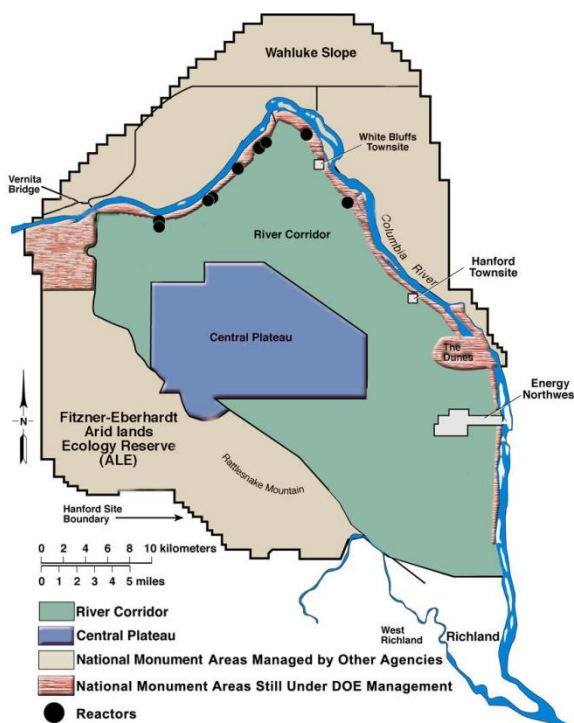 Wahluke Slope
White Bluffs
Townsite
Vernita
Bridge
River Corridor
Columbia River
Hanford
Townsite
Central Plateau
The
Dunes
Energy
Northwes
Fitzner-Eberhardt
Arid lands
Ecology Reserve
(ALE)
N
Rattlesnake Mountain
Hanford Site
Boundary
0 2 4 6 8 10 kilometers
0 1 2 3 4 5 miles
West
Richland
Richland
River Corridor
Central Plateau
National Monument Areas Managed by Other Agencies
National Monument Areas Still Under DOE Management
Reactors